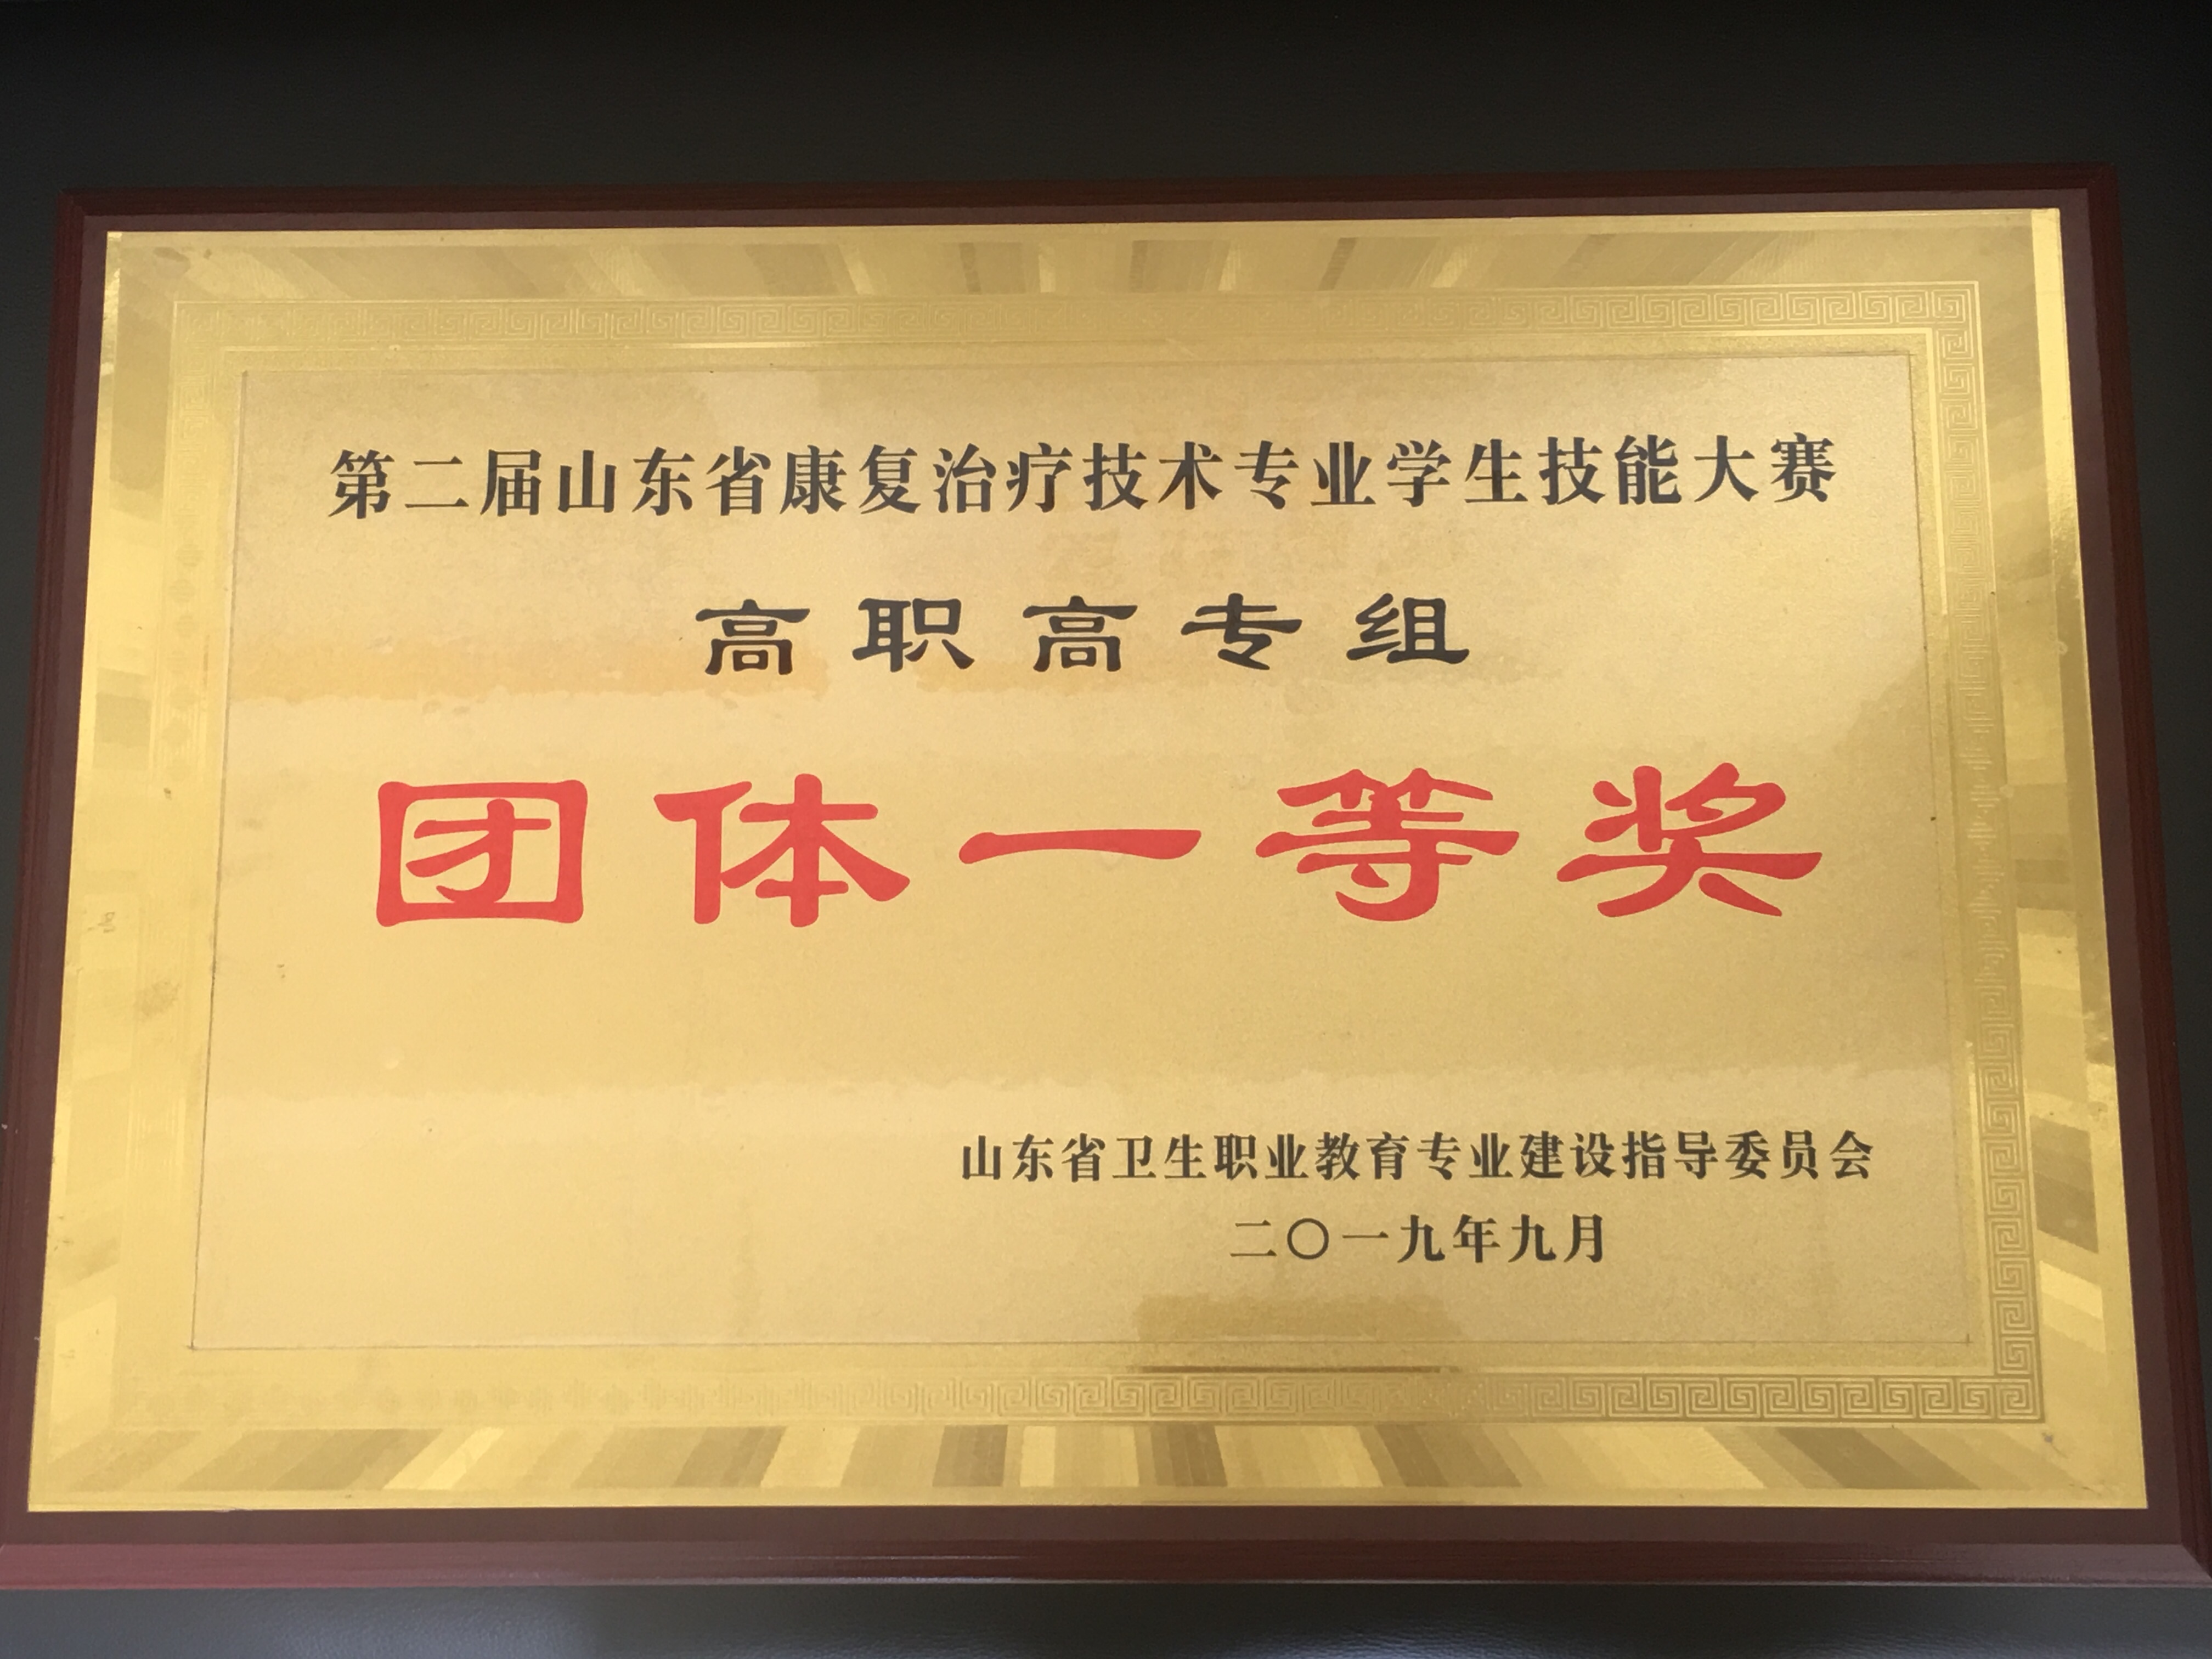 第二届山东省康复治疗技术专业学生技能大赛
高职高专组
团体一等奖
山东省卫生职业教育专业建设指导委员会
二〇一九年九月